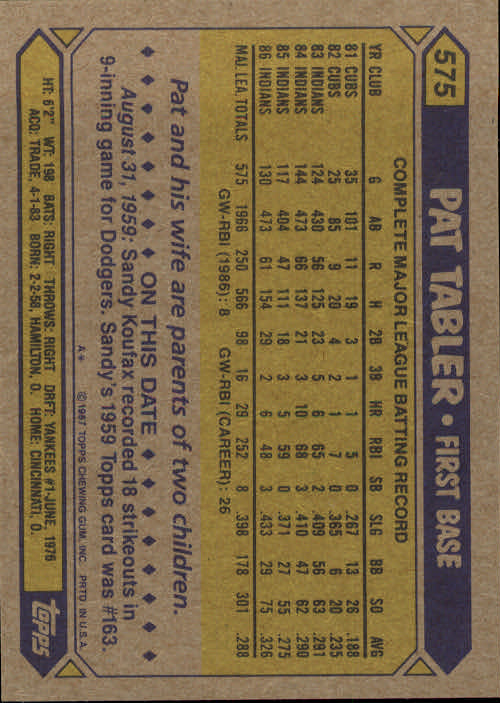 575 PAT TABLER • FIRST BASE
COMPLETE MAJOR LEAGUE BATTING RECORD
YR CLUB G AB R H 2B 3B HR RBI SB SLG BB SO AVG
81 CUBS 35 101 11 19 3 1 1 5 0 .267 13 26 .188
82 CUBS 25 85 9 20 4 2 1 7 0 .365 6 20 .235
83 INDIANS 124 430 56 125 23 5 6 65 2 .409 56 63 .291
84 INDIANS 144 473 66 137 21 3 10 68 3 .410 47 62 .290
85 INDIANS 117 404 47 111 18 3 5 59 0 .371 27 55 .275
86 INDIANS 130 473 61 154 29 2 6 48 3 .433 29 75 .326
MAJ. LEA. TOTALS 575 1966 250 566 98 16 29 252 8 .398 178 301 .288
GW-RBI (1986): 8 GW-RBI (CAREER): 26
Pat and his wife are parents of two children.
♦ ♦ ♦ ♦ ♦ ♦ ♦ ON THIS DATE ♦ ♦ ♦ ♦ ♦ ♦ ♦
August 31, 1959: Sandy Koufax recorded 18 strikeouts in
9-inning game for Dodgers. Sandy's 1959 Topps card was #163.
A* © 1987 TOPPS CHEWING GUM, INC. PRTD. IN U.S.A.
HT: 6'2" WT: 198 BATS: RIGHT THROWS: RIGHT DRFT: YANKEES #1-JUNE, 1976
ACQ: TRADE, 4-1-83 BORN: 2-2-58, HAMILTON, O. HOME: CINCINNATI, O.
topps